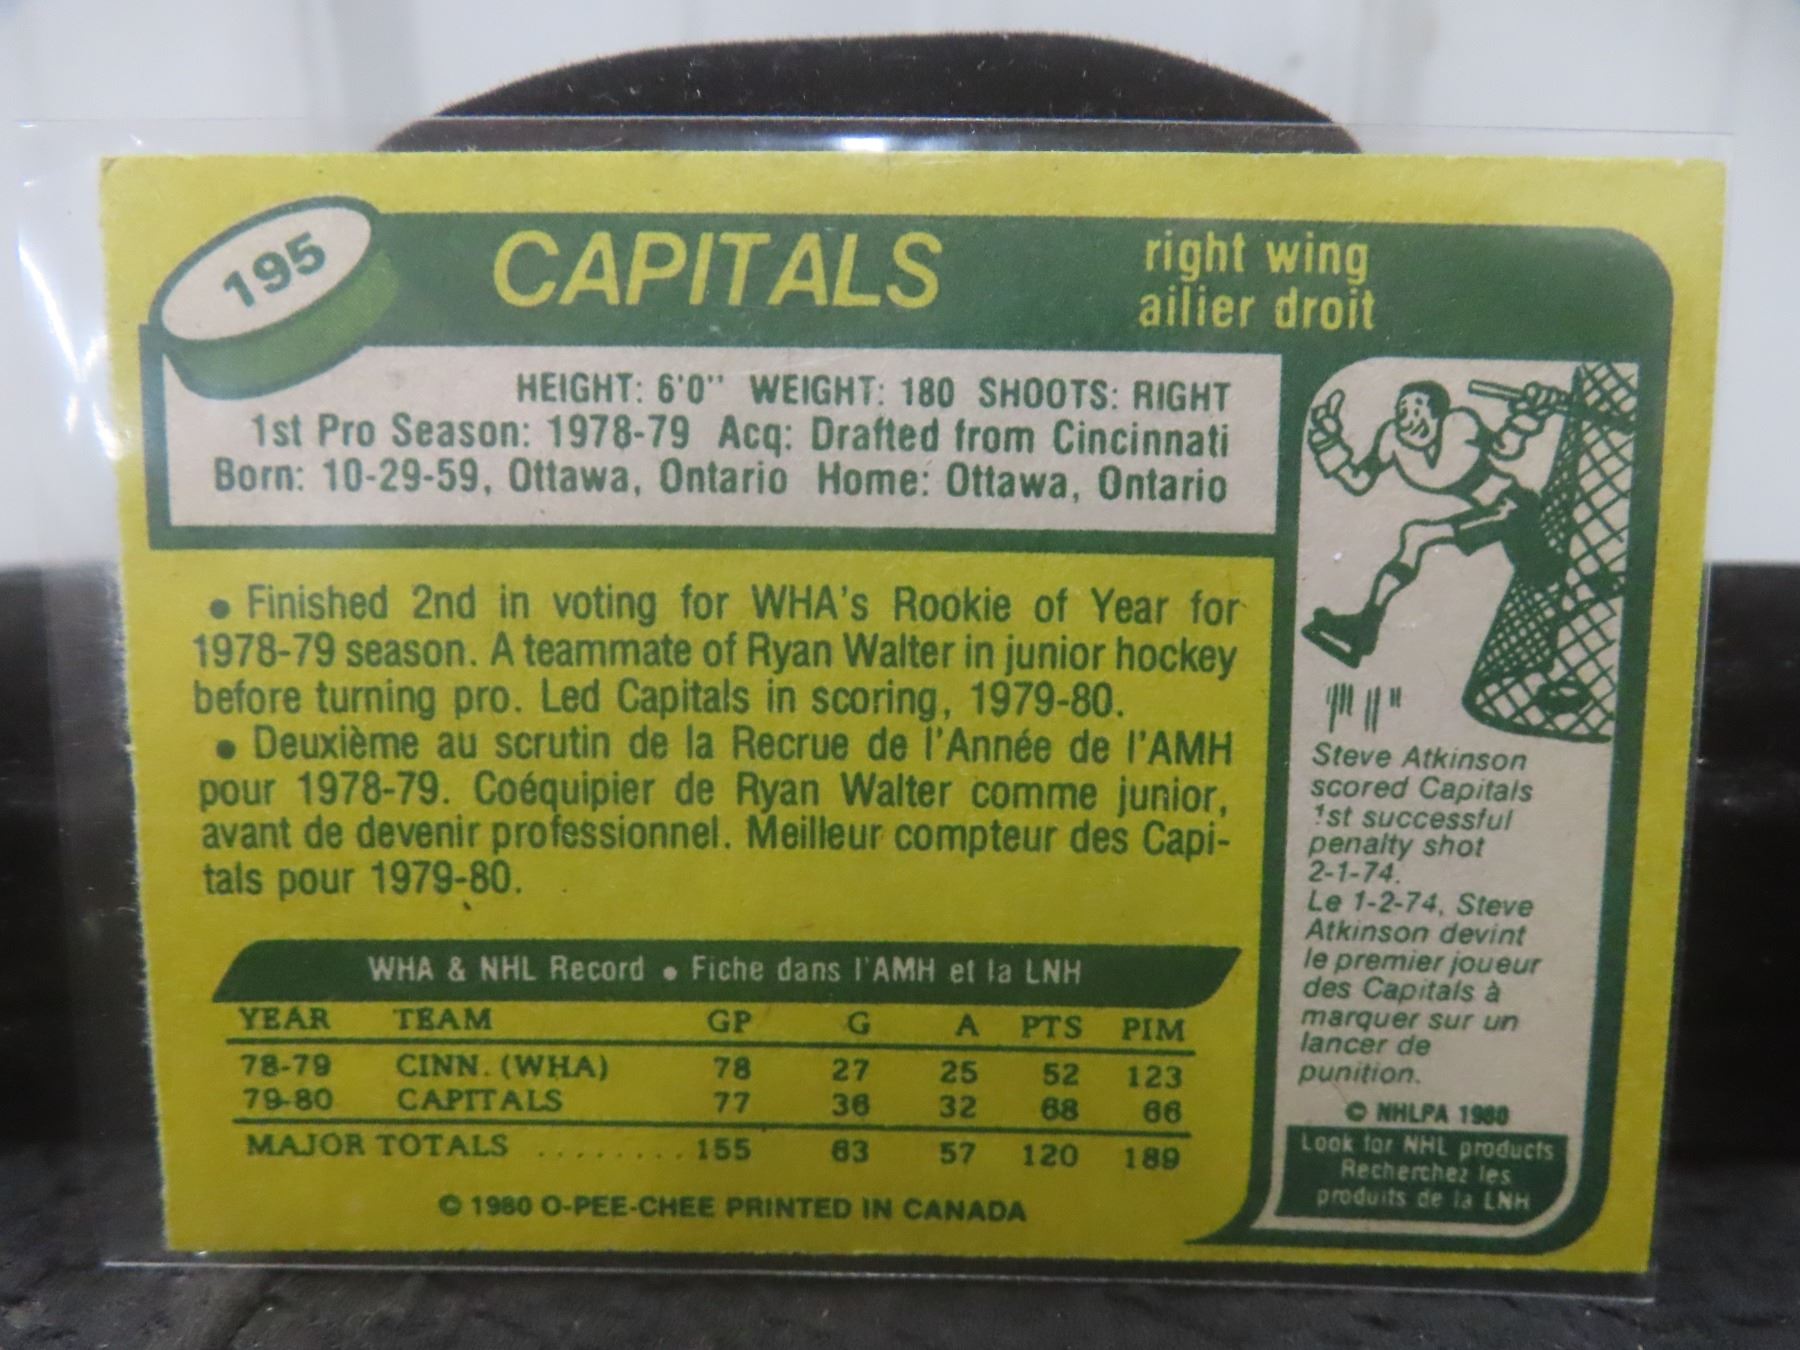 195
CAPITALS
right wing
ailier droit
HEIGHT: 6'0" WEIGHT: 180 SHOOTS: RIGHT
1st Pro Season: 1978-79 Acq: Drafted from Cincinnati
Born: 10-29-59, Ottawa, Ontario Home: Ottawa, Ontario
• Finished 2nd in voting for WHA's Rookie of Year for
1978-79 season. A teammate of Ryan Walter in junior hockey
before turning pro. Led Capitals in scoring, 1979-80.
• Deuxième au scrutin de la Recrue de l'Année de l'AMH
pour 1978-79. Coéquipier de Ryan Walter comme junior,
avant de devenir professionnel. Meilleur compteur des Capi-
tals pour 1979-80.
WHA & NHL Record • Fiche dans l'AMH et la LNH
YEAR TEAM GP G A PTS PIM
78-79 CINN. (WHA) 78 27 25 52 123
79-80 CAPITALS 77 36 32 68 66
MAJOR TOTALS ........ 155 63 57 120 189
© 1980 O-PEE-CHEE PRINTED IN CANADA
Steve Atkinson
scored Capitals
1st successful
penalty shot
2-1-74.
Le 1-2-74, Steve
Atkinson devint
le premier joueur
des Capitals à
marquer sur un
lancer de
punition.
© NHLPA 1980
Look for NHL products
Recherchez les
produits de la LNH